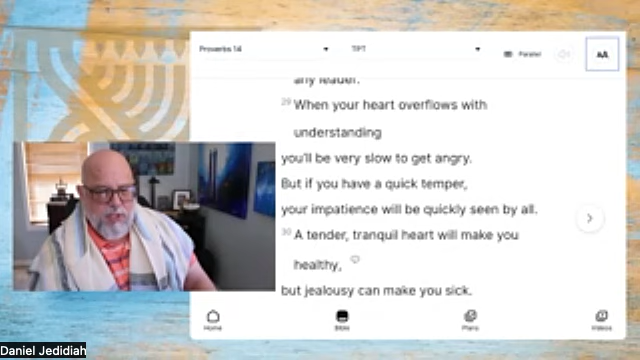 Proverbs 14
TPT
Parallel
AA
any leader.
29 When your heart overflows with
understanding
you'll be very slow to get angry.
But if you have a quick temper,
your impatience will be quickly seen by all.
30 A tender, tranquil heart will make you
healthy,
but jealousy can make you sick.
Home
Bible
Plans
Videos
Daniel Jedidiah